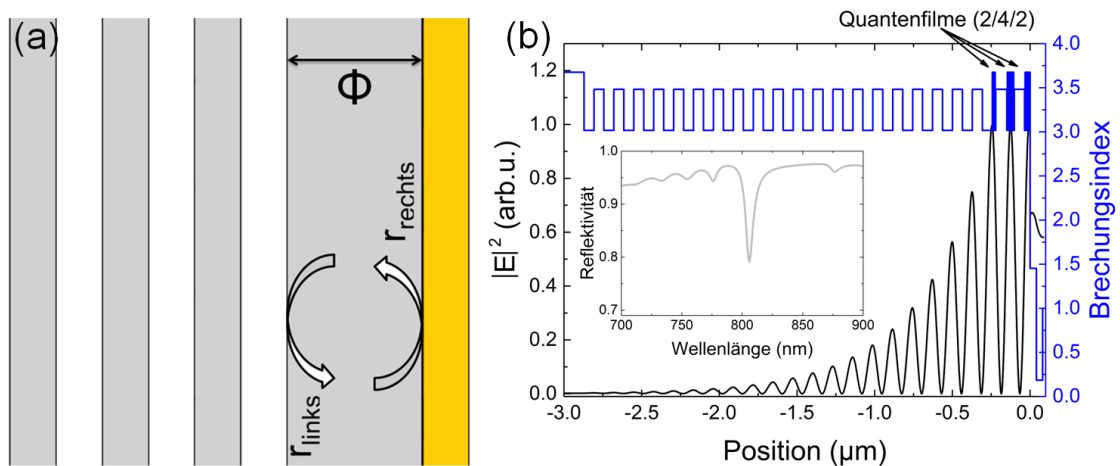 (a)
Φ
r rechts
r links
(b)
Quantenfilme (2/4/2)
|E|² (arb.u.)
1.2
1.0
0.8
0.6
0.4
0.2
0.0
Reflektivität
1.0
0.9
0.8
0.7
700 750 800 850 900
Wellenlänge (nm)
4.0
3.5
3.0
2.5
2.0
1.5
1.0
0.5
0.0
Brechungsindex
-3.0 -2.5 -2.0 -1.5 -1.0 -0.5 0.0
Position (µm)